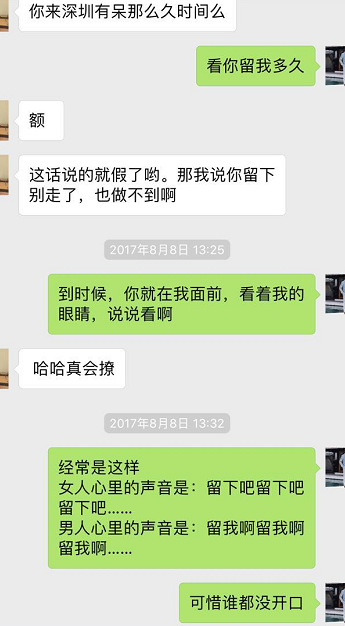 你来深圳有呆那么久时间么
看你留我多久
额
这话说的就假了哟。那我说你留下
别走了，也做不到啊
2017年8月8日 13:25
到时候，你就在我面前，看着我的
眼睛，说说看啊
哈哈真会撩
2017年8月8日 13:32
经常是这样
女人心里的声音是：留下吧留下吧
留下吧……
男人心里的声音是：留我啊留我啊
留我啊……
可惜谁都没开口